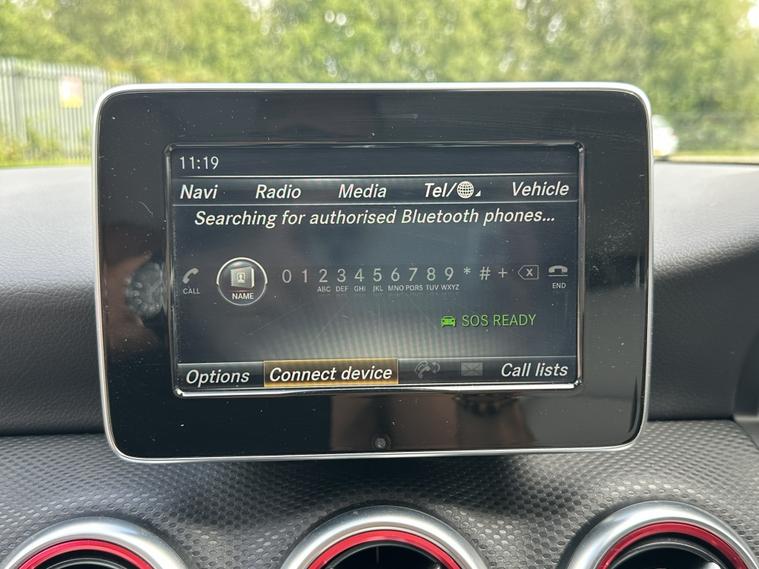 11:19
Navi Radio Media Tel/ Vehicle
Searching for authorised Bluetooth phones...
0 1 2 3 4 5 6 7 8 9 * # +
CALL NAME ABC DEF GHI JKL MNO PQRS TUV WXYZ END
SOS READY
Options Connect device Call lists